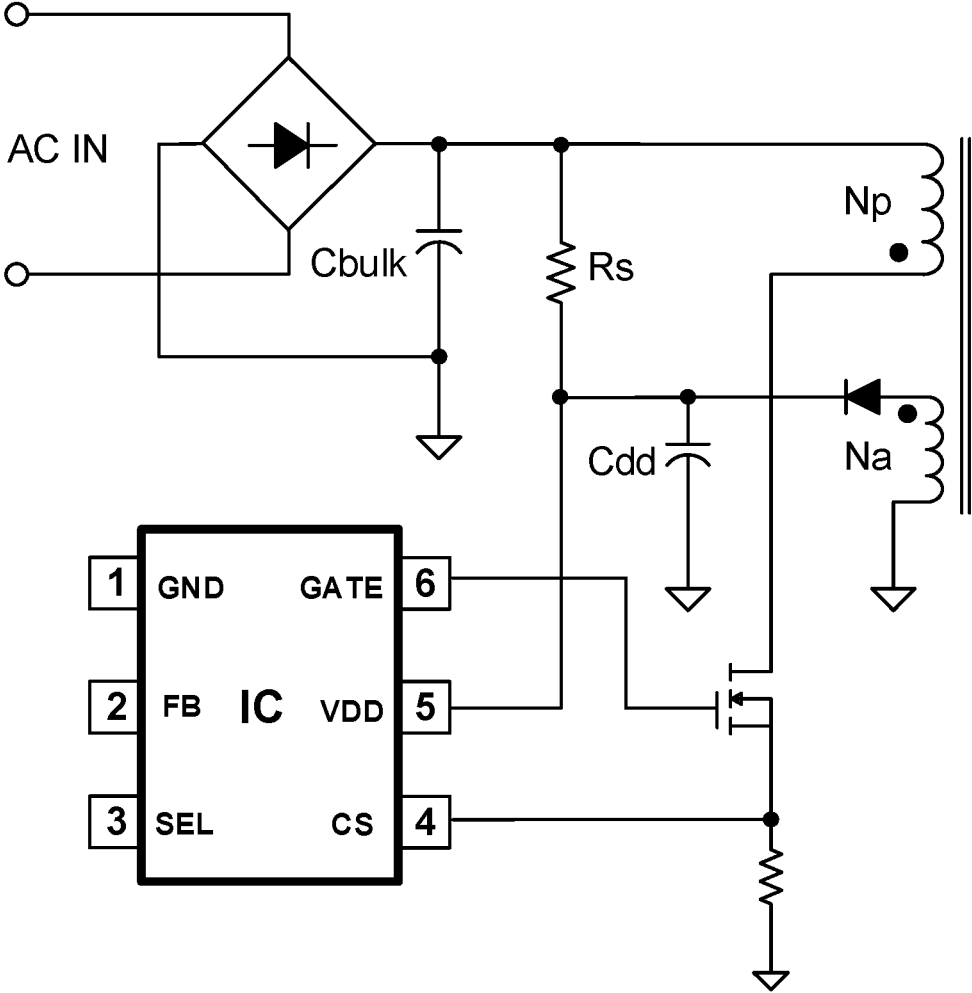 AC IN
Np
Cbulk
Rs
Cdd
Na
1 GND GATE 6
2 FB IC VDD 5
3 SEL CS 4